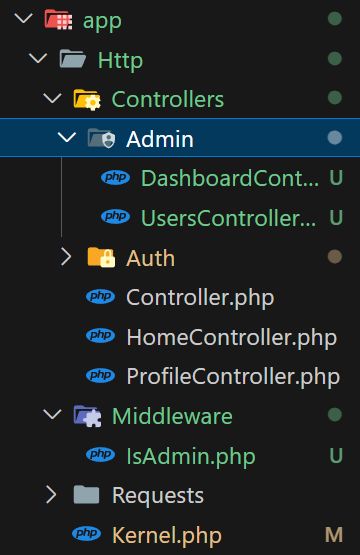 app
Http
Controllers
Admin
php DashboardCont... U
php UsersController... U
Auth
php Controller.php
php HomeController.php
php ProfileController.php
Middleware
php IsAdmin.php U
Requests
php Kernel.php M